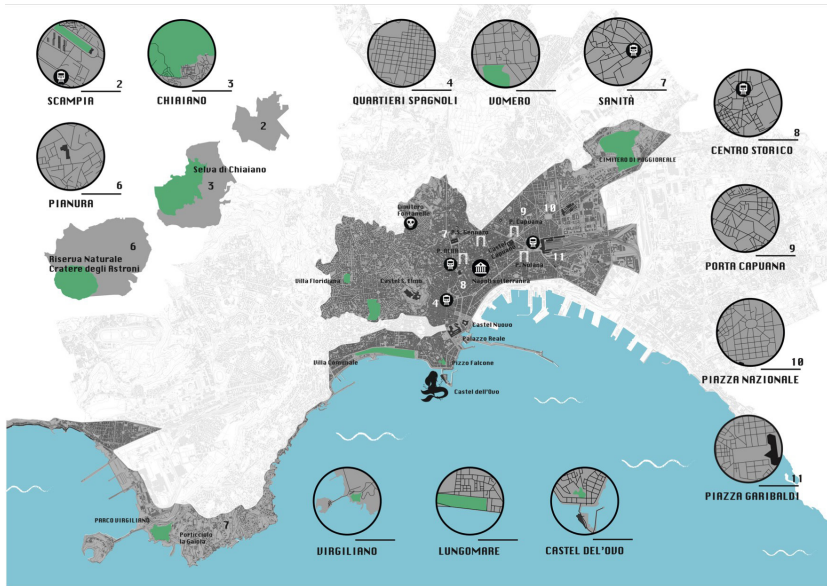 2
SCAMPIA
3
CHIAIANO
4
QUARTIERI SPAGNOLI
VOMERO
7
SANITÀ
8
CENTRO STORICO
6
PIANURA
9
PORTA CAPUANA
10
PIAZZA NAZIONALE
11
PIAZZA GARIBALDI
VIRGILIANO
LUNGOMARE
CASTEL DEL'OVO
2
Selva di Chiaiano
3
6
Riserva Naturale
Cratere degli Astroni
CIMITERO DI POGGIOREALE
Cimitero
Fontanelle
9
10
P. Capuana
7
P.S. Gennaro
P. Alba
Castel
Capuano
P. Nolana
11
Villa Floridiana
Castel S. Elmo
8
Napoli sotterranea
4
Castel Nuovo
Palazzo Reale
Villa Comunale
Pizzo Falcone
Castel dell'Ovo
PARCO VIRGILIANO
7
Porticciolo
la Gaiola